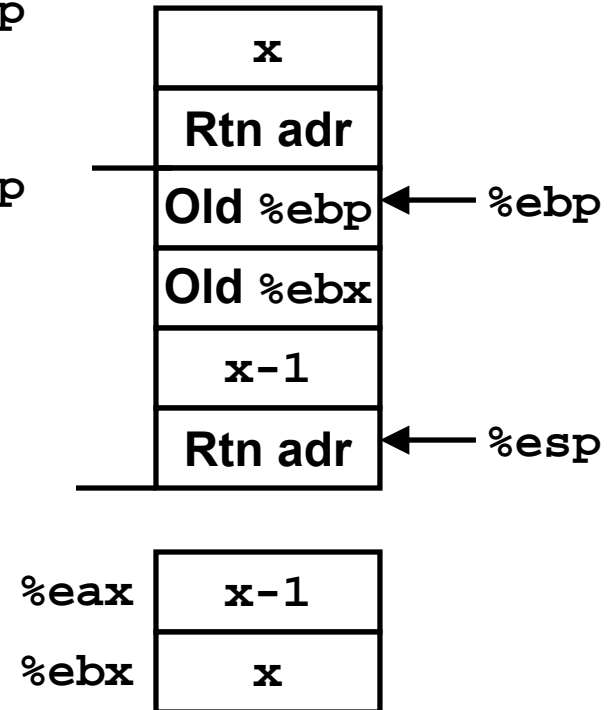 p
x
Rtn adr
p
Old %ebp %ebp
Old %ebx
x-1
Rtn adr %esp
%eax x-1
%ebx x